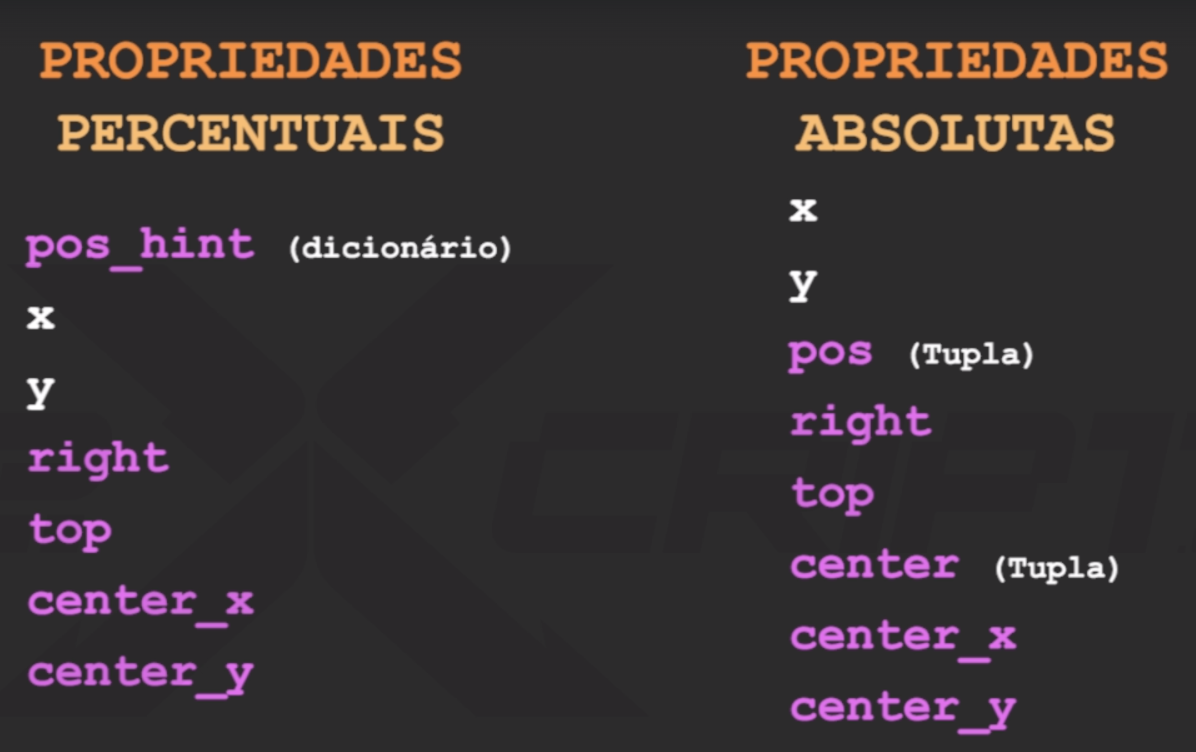 PROPRIEDADES
PERCENTUAIS
pos_hint (dicionário)
x
y
right
top
center_x
center_y
PROPRIEDADES
ABSOLUTAS
x
y
pos (Tupla)
right
top
center (Tupla)
center_x
center_y